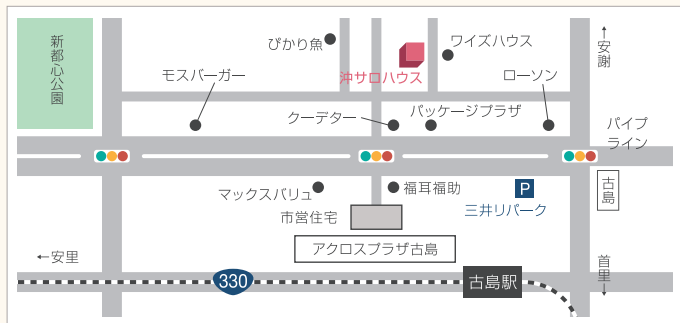 新都心公園
ぴかり魚
ワイズハウス
↑安謝
沖サロハウス
モスバーガー
ローソン
クーデター
パッケージプラザ
パイプ
ライン
マックスバリュ
福耳福助
P
古島
市営住宅
三井リパーク
アクロスプラザ古島
←安里
首里↓
330
古島駅